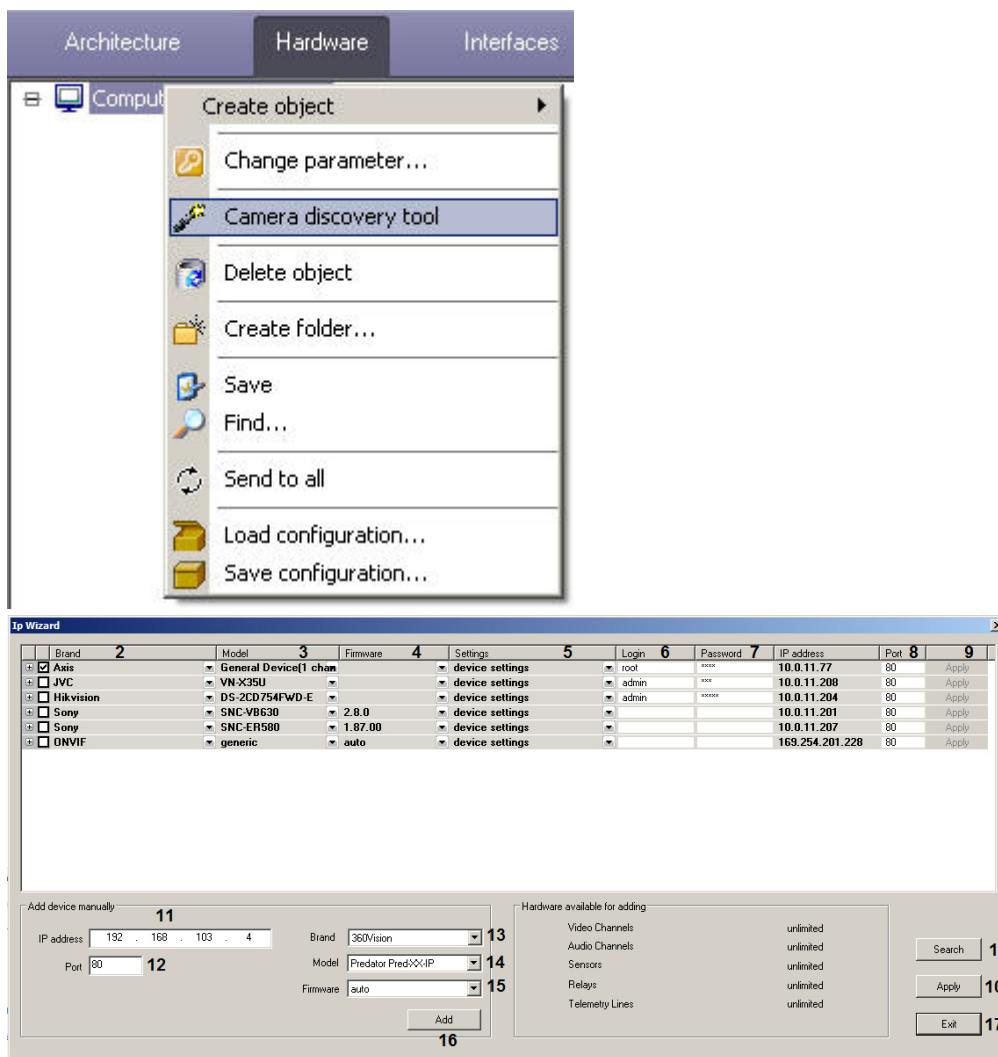 Architecture Hardware Interfaces
Comput
Create object
Change parameter...
Camera discovery tool
Delete object
Create folder...
Save
Find...
Send to all
Load configuration...
Save configuration...
Ip Wizard
Brand 2 Model 3 Firmware 4 Settings 5 Login 6 Password 7 IP address Port 8 9
Axis General Device(1 chan device settings root **** 10.0.11.77 80 Apply
JVC VN-X35U device settings admin *** 10.0.11.208 80 Apply
Hikvision DS-2CD754FWD-E device settings admin ***** 10.0.11.204 80 Apply
Sony SNC-VB630 2.8.0 device settings 10.0.11.201 80 Apply
Sony SNC-ER580 1.87.00 device settings 10.0.11.207 80 Apply
ONVIF generic auto device settings 169.254.201.228 80 Apply
Add device manually
11
IP address 192 . 168 . 103 . 4
Port 80 12
Brand 360Vision 13
Model Predator Pred-XX-IP 14
Firmware auto 15
Add
16
Hardware available for adding
Video Channels unlimited
Audio Channels unlimited
Sensors unlimited
Relays unlimited
Telemetry Lines unlimited
Search 1
Apply 10
Exit 17